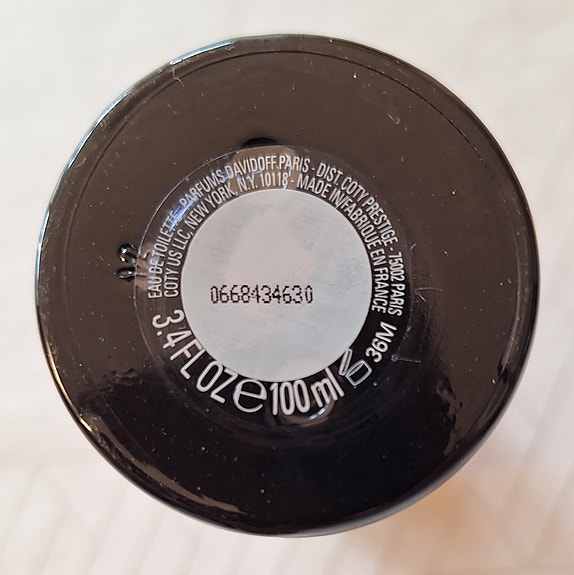 EAU DE TOILETTE - PARFUMS DAVIDOFF PARIS - DIST. COTY PRESTIGE - 75002 PARIS
COTY US LLC, NEW YORK, N.Y. 10118 - MADE IN/FABRIQUÉ EN FRANCE
0668434630
3.4 FL OZ e 100 ml 36M